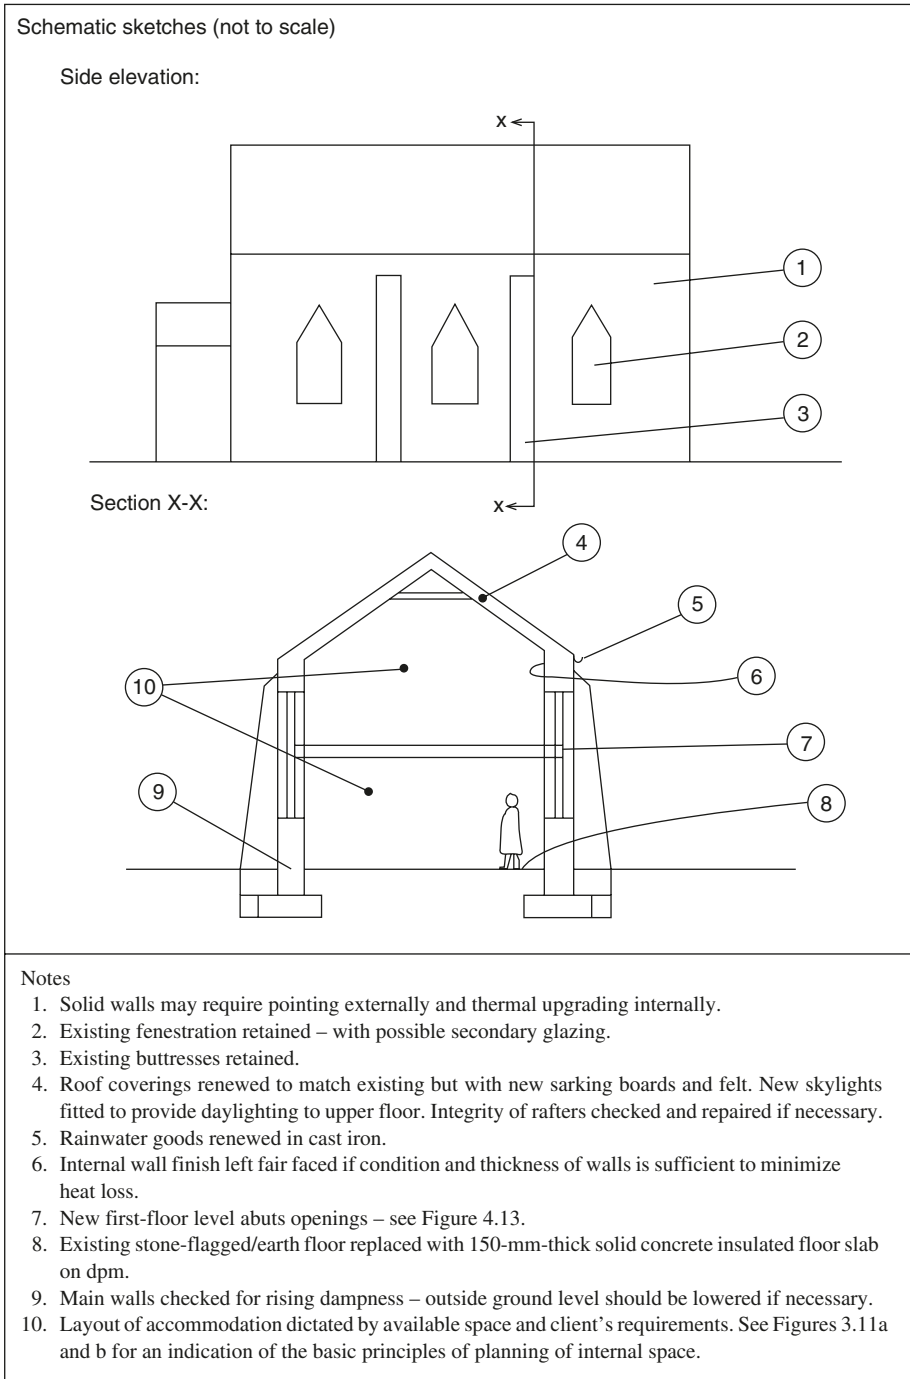 Schematic sketches (not to scale)
Side elevation:
x
1
2
3
Section X-X:
x
4
5
6
10
7
9
8
Notes
1. Solid walls may require pointing externally and thermal upgrading internally.
2. Existing fenestration retained – with possible secondary glazing.
3. Existing buttresses retained.
4. Roof coverings renewed to match existing but with new sarking boards and felt. New skylights
fitted to provide daylighting to upper floor. Integrity of rafters checked and repaired if necessary.
5. Rainwater goods renewed in cast iron.
6. Internal wall finish left fair faced if condition and thickness of walls is sufficient to minimize
heat loss.
7. New first-floor level abuts openings – see Figure 4.13.
8. Existing stone-flagged/earth floor replaced with 150-mm-thick solid concrete insulated floor slab
on dpm.
9. Main walls checked for rising dampness – outside ground level should be lowered if necessary.
10. Layout of accommodation dictated by available space and client's requirements. See Figures 3.11a
and b for an indication of the basic principles of planning of internal space.